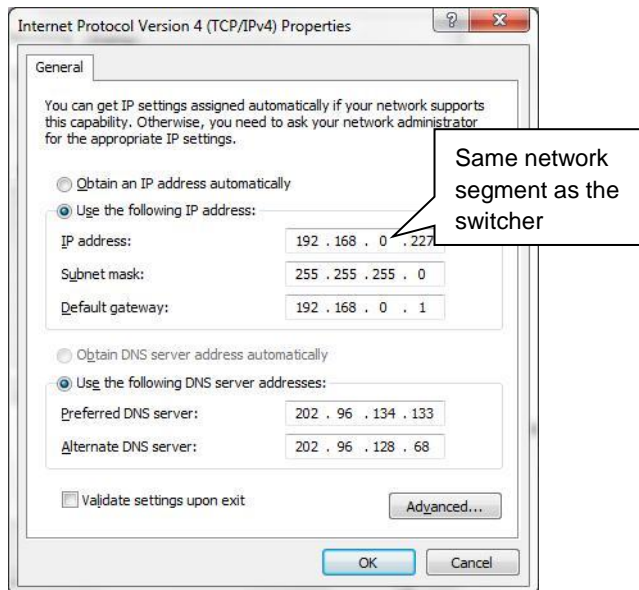 Internet Protocol Version 4 (TCP/IPv4) Properties
General
You can get IP settings assigned automatically if your network supports
this capability. Otherwise, you need to ask your network administrator
for the appropriate IP settings.
Same network
segment as the
switcher
Obtain an IP address automatically
Use the following IP address:
IP address: 192 . 168 . 0 . 227
Subnet mask: 255 . 255 . 255 . 0
Default gateway: 192 . 168 . 0 . 1
Obtain DNS server address automatically
Use the following DNS server addresses:
Preferred DNS server: 202 . 96 . 134 . 133
Alternate DNS server: 202 . 96 . 128 . 68
Validate settings upon exit
Advanced...
OK Cancel